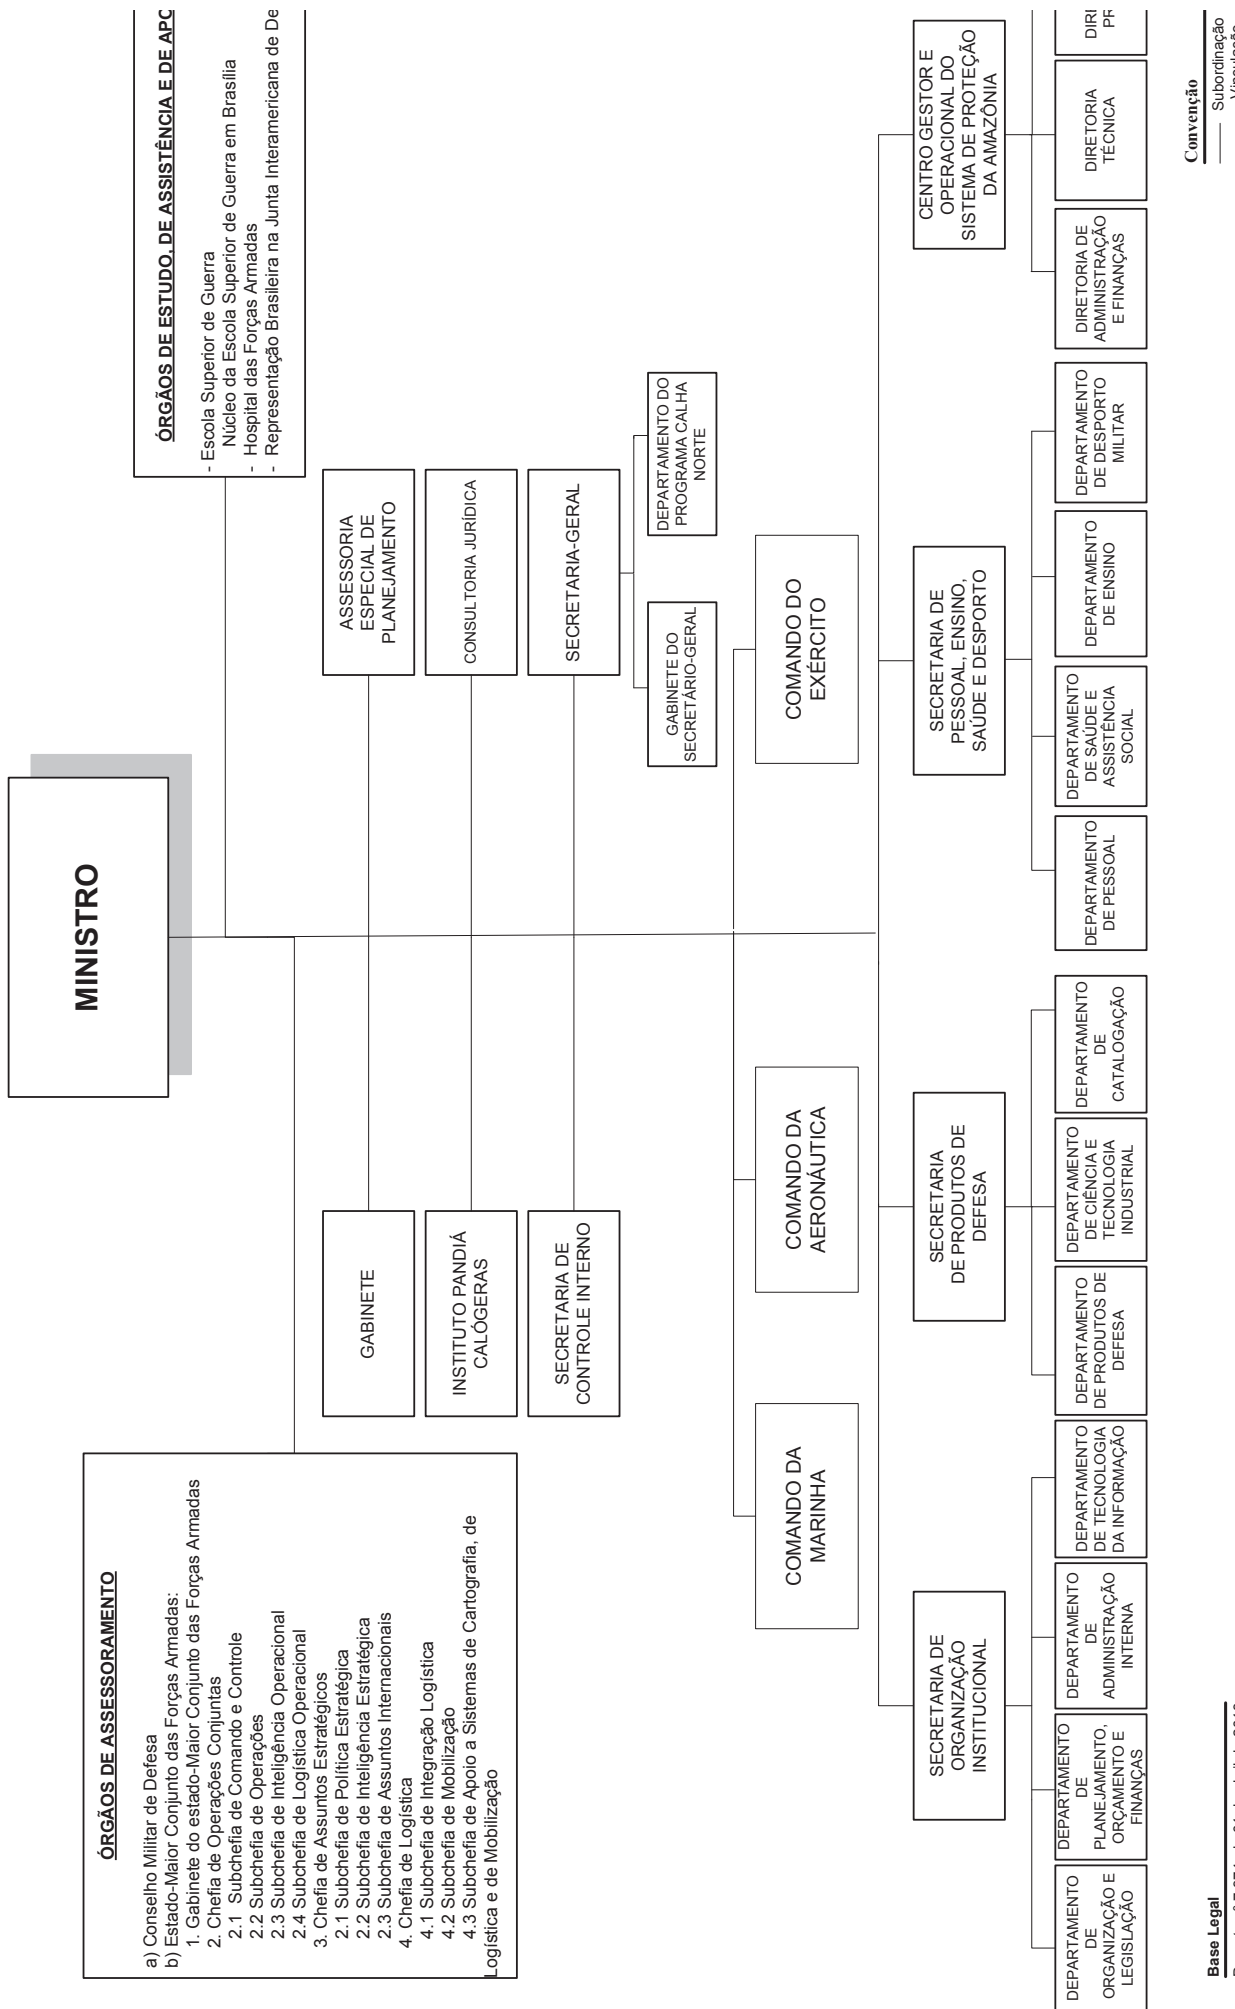 MINISTRO
ÓRGÃOS DE ASSESSORAMENTO
a) Conselho Militar de Defesa
b) Estado-Maior Conjunto das Forças Armadas:
1. Gabinete do estado-Maior Conjunto das Forças Armadas
2. Chefia de Operações Conjuntas
2.1 Subchefia de Comando e Controle
2.2 Subchefia de Operações
2.3 Subchefia de Inteligência Operacional
2.4 Subchefia de Logística Operacional
3. Chefia de Assuntos Estratégicos
2.1 Subchefia de Política Estratégica
2.2 Subchefia de Inteligência Estratégica
2.3 Subchefia de Assuntos Internacionais
4. Chefia de Logística
4.1 Subchefia de Integração Logística
4.2 Subchefia de Mobilização
4.3 Subchefia de Apoio a Sistemas de Cartografia, de
Logística e de Mobilização
ÓRGÃOS DE ESTUDO, DE ASSISTÊNCIA E DE
- Escola Superior de Guerra
Núcleo da Escola Superior de Guerra em Brasília
- Hospital das Forças Armadas
- Representação Brasileira na Junta Interamericana de
GABINETE
ASSESSORIA
ESPECIAL DE
PLANEJAMENTO
INSTITUTO PANDIÁ
CALÓGERAS
CONSULTORIA JURÍDICA
SECRETARIA DE
CONTROLE INTERNO
SECRETARIA-GERAL
GABINETE DO
SECRETÁRIO-GERAL
DEPARTAMENTO DO
PROGRAMA CALHA
NORTE
COMANDO DA
MARINHA
COMANDO DA
AERONÁUTICA
COMANDO DO
EXÉRCITO
SECRETARIA DE
ORGANIZAÇÃO
INSTITUCIONAL
SECRETARIA
DE PRODUTOS DE
DEFESA
SECRETARIA DE
PESSOAL, ENSINO,
SAÚDE E DESPORTO
CENTRO GESTOR E
OPERACIONAL DO
SISTEMA DE PROTEÇÃO
DA AMAZÔNIA
DEPARTAMENTO
DE
ORGANIZAÇÃO E
LEGISLAÇÃO
DEPARTAMENTO
DE
PLANEJAMENTO,
ORÇAMENTO E
FINANÇAS
DEPARTAMENTO
DE
ADMINISTRAÇÃO
INTERNA
DEPARTAMENTO
DE TECNOLOGIA
DA INFORMAÇÃO
DEPARTAMENTO
DE PRODUTOS DE
DEFESA
DEPARTAMENTO
DE CIÊNCIA E
TECNOLOGIA
INDUSTRIAL
DEPARTAMENTO
DE
CATALOGAÇÃO
DEPARTAMENTO
DE PESSOAL
DEPARTAMENTO
DE SAÚDE E
ASSISTÊNCIA
SOCIAL
DEPARTAMENTO
DE ENSINO
DEPARTAMENTO
DE DESPORTO
MILITAR
DIRETORIA DE
ADMINISTRAÇÃO
E FINANÇAS
DIRETORIA
TÉCNICA
Base Legal
Convenção
Subordinação